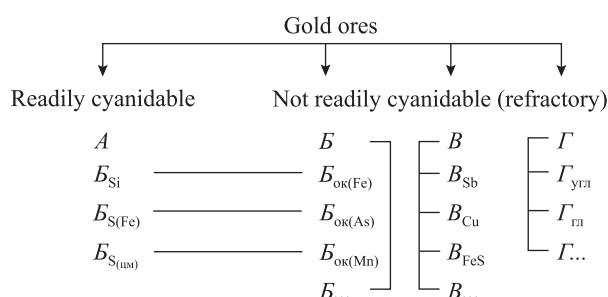 Gold ores
Readily cyanidable Not readily cyanidable (refractory)
А Б В Г
Б_Si Б_ок(Fe) В_Sb Г_угл
Б_S(Fe) Б_ок(As) В_Cu Г_гл
Б_S(цм) Б_ок(Mn) В_FeS Г...
Б... В...